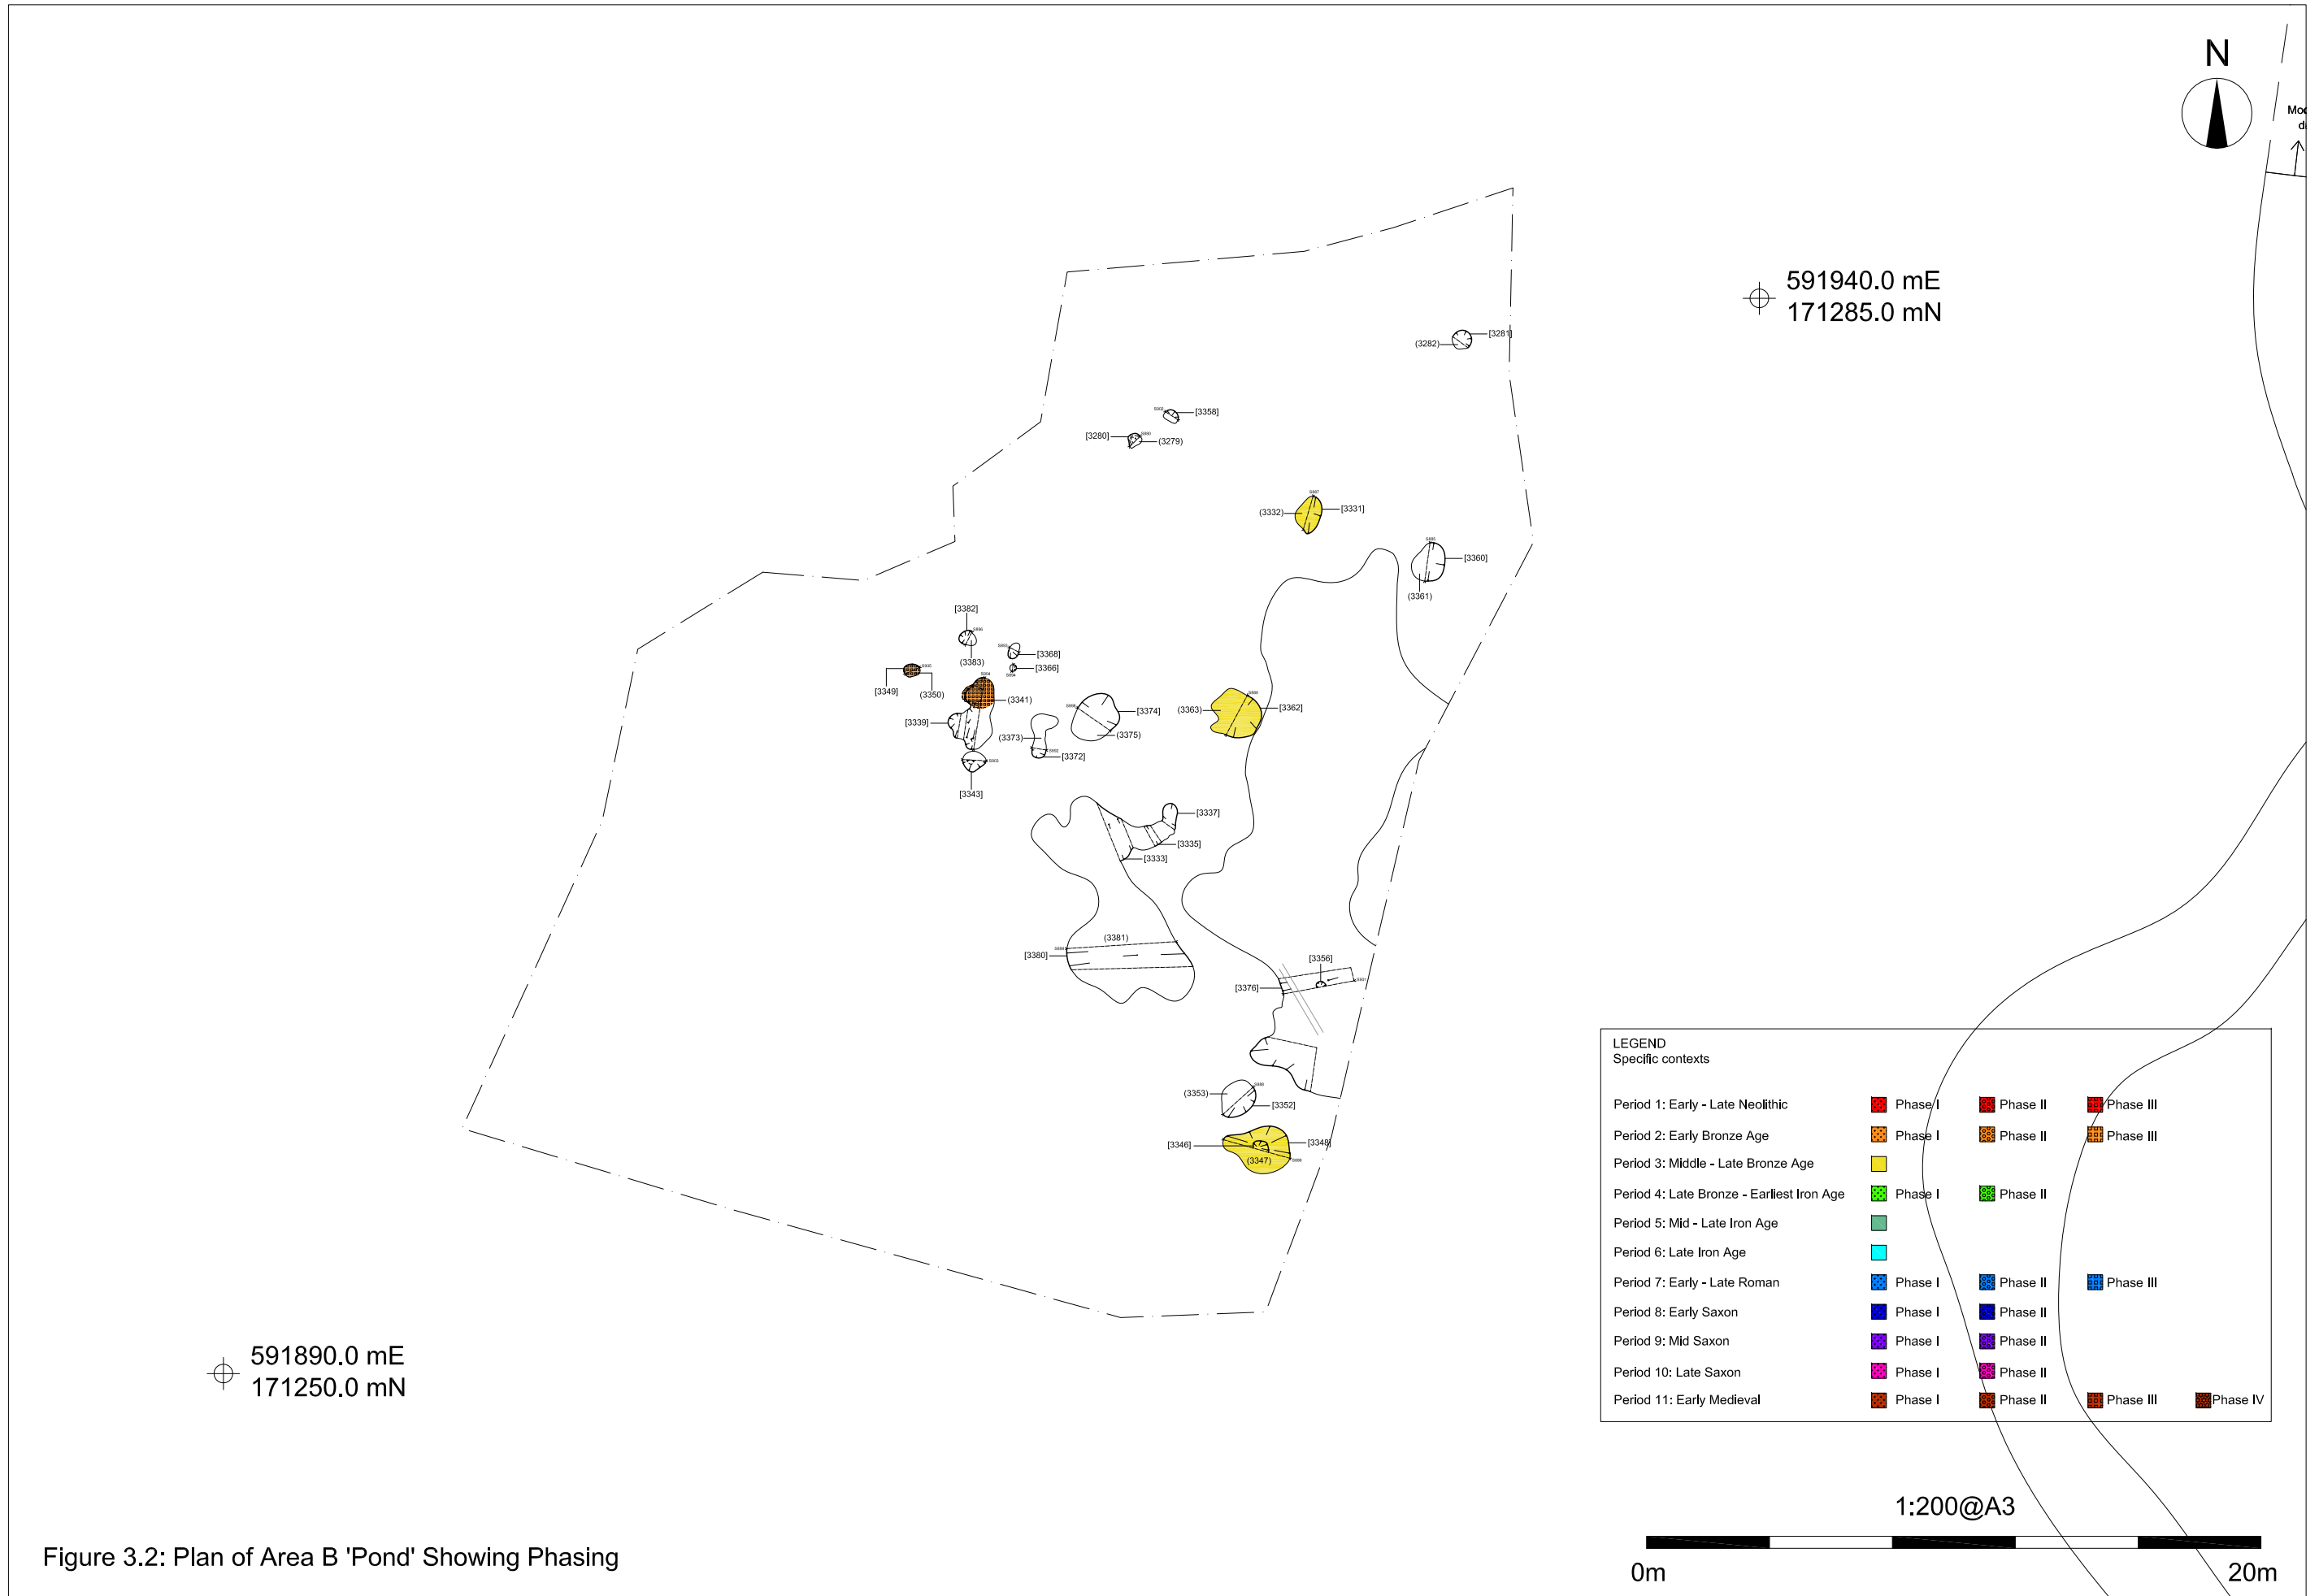 N
Moc
d
591940.0 mE
171285.0 mN
[3281]
(3282)
[3358]
[3280]
(3279)
(3332)
[3331]
[3360]
(3361)
[3382]
(3383)
[3368]
[3366]
[3349]
(3350)
(3341)
[3339]
[3374]
(3375)
(3373)
[3372]
[3343]
(3363)
[3362]
[3337]
[3335]
[3333]
(3381)
[3380]
[3356]
[3376]
(3353)
[3352]
[3346]
[3348]
(3347)
LEGEND
Specific contexts
Period 1: Early - Late Neolithic Phase I Phase II Phase III
Period 2: Early Bronze Age Phase I Phase II Phase III
Period 3: Middle - Late Bronze Age
Period 4: Late Bronze - Earliest Iron Age Phase I Phase II
Period 5: Mid - Late Iron Age
Period 6: Late Iron Age
Period 7: Early - Late Roman Phase I Phase II Phase III
Period 8: Early Saxon Phase I Phase II
Period 9: Mid Saxon Phase I Phase II
Period 10: Late Saxon Phase I Phase II
Period 11: Early Medieval Phase I Phase II Phase III Phase IV
591890.0 mE
171250.0 mN
1:200@A3
0m 20m
Figure 3.2: Plan of Area B 'Pond' Showing Phasing